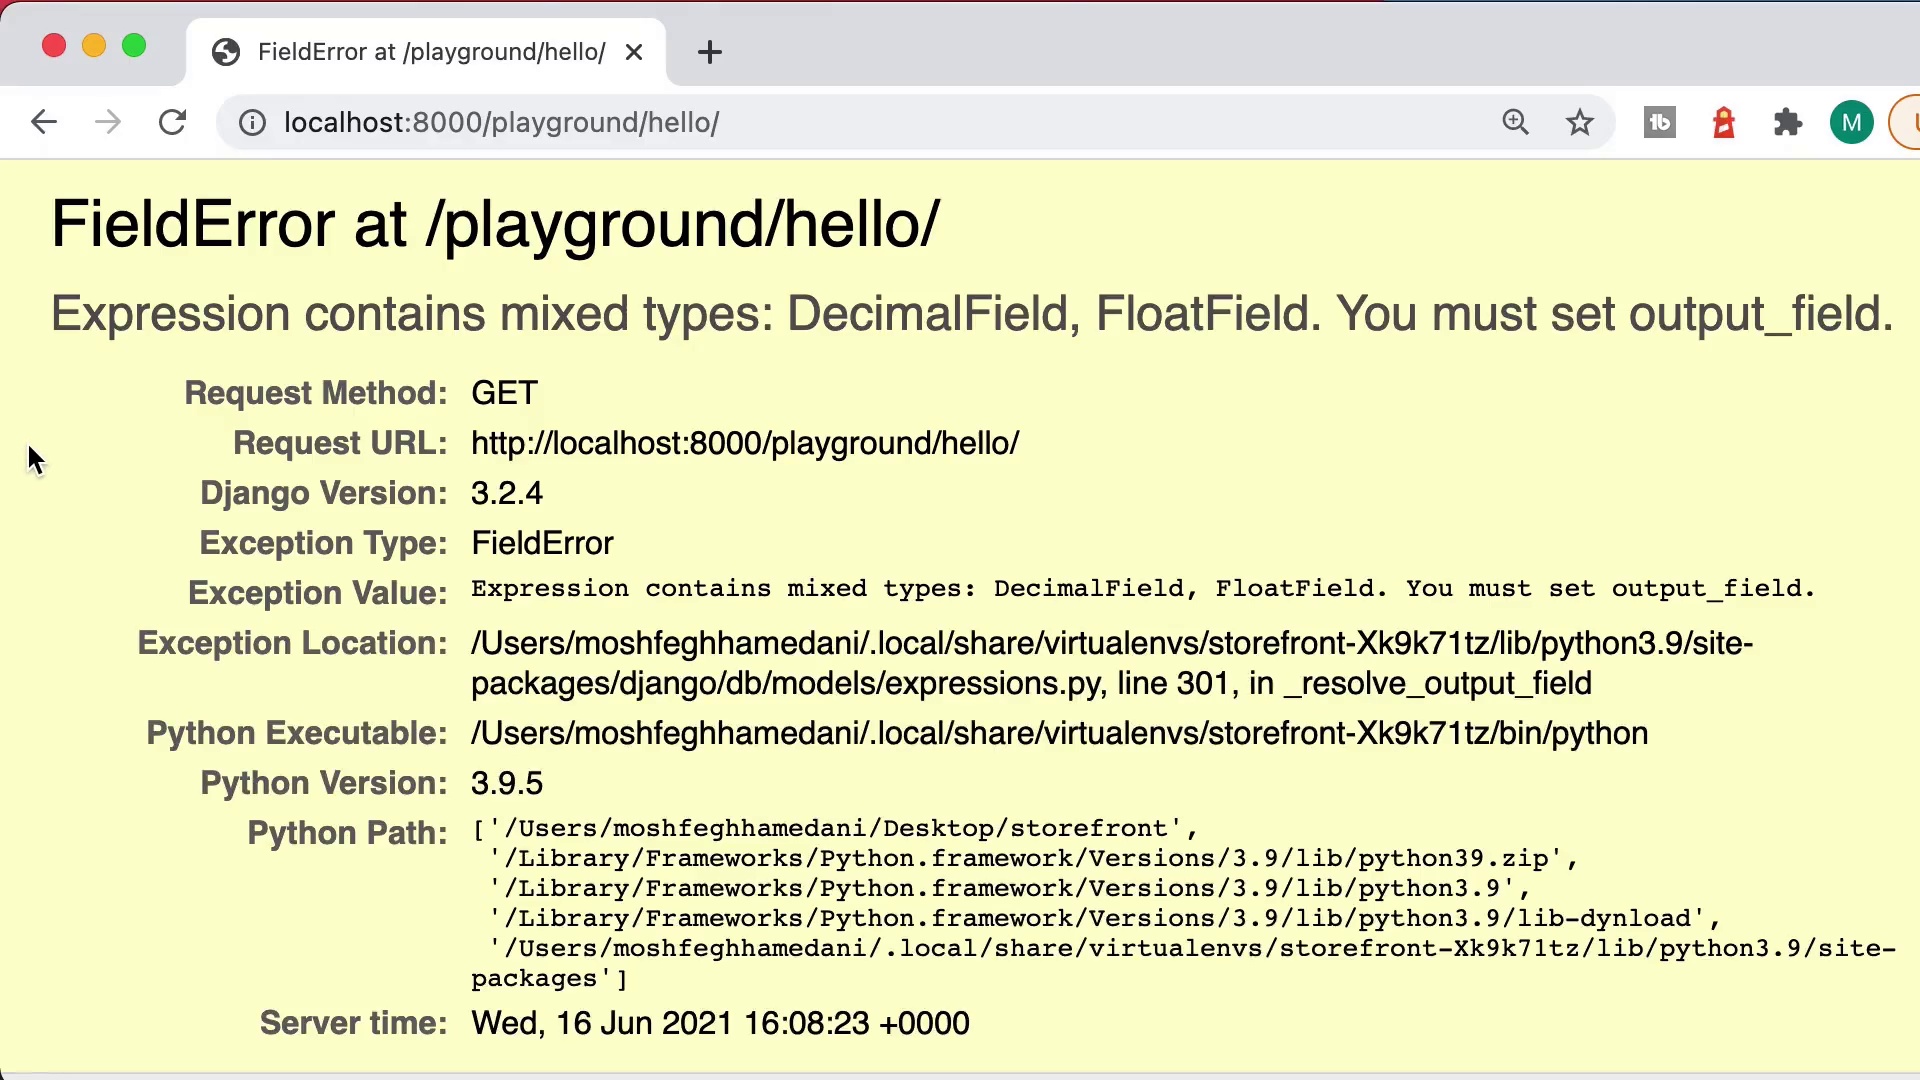 FieldError at /playground/hello/
localhost:8000/playground/hello/
M
FieldError at /playground/hello/
Expression contains mixed types: DecimalField, FloatField. You must set output_field.
Request Method: GET
Request URL: http://localhost:8000/playground/hello/
Django Version: 3.2.4
Exception Type: FieldError
Exception Value: Expression contains mixed types: DecimalField, FloatField. You must set output_field.
Exception Location: /Users/moshfeghhamedani/.local/share/virtualenvs/storefront-Xk9k71tz/lib/python3.9/site-
packages/django/db/models/expressions.py, line 301, in _resolve_output_field
Python Executable: /Users/moshfeghhamedani/.local/share/virtualenvs/storefront-Xk9k71tz/bin/python
Python Version: 3.9.5
Python Path: ['/Users/moshfeghhamedani/Desktop/storefront',
'/Library/Frameworks/Python.framework/Versions/3.9/lib/python39.zip',
'/Library/Frameworks/Python.framework/Versions/3.9/lib/python3.9',
'/Library/Frameworks/Python.framework/Versions/3.9/lib/python3.9/lib-dynload',
'/Users/moshfeghhamedani/.local/share/virtualenvs/storefront-Xk9k71tz/lib/python3.9/site-
packages']
Server time: Wed, 16 Jun 2021 16:08:23 +0000